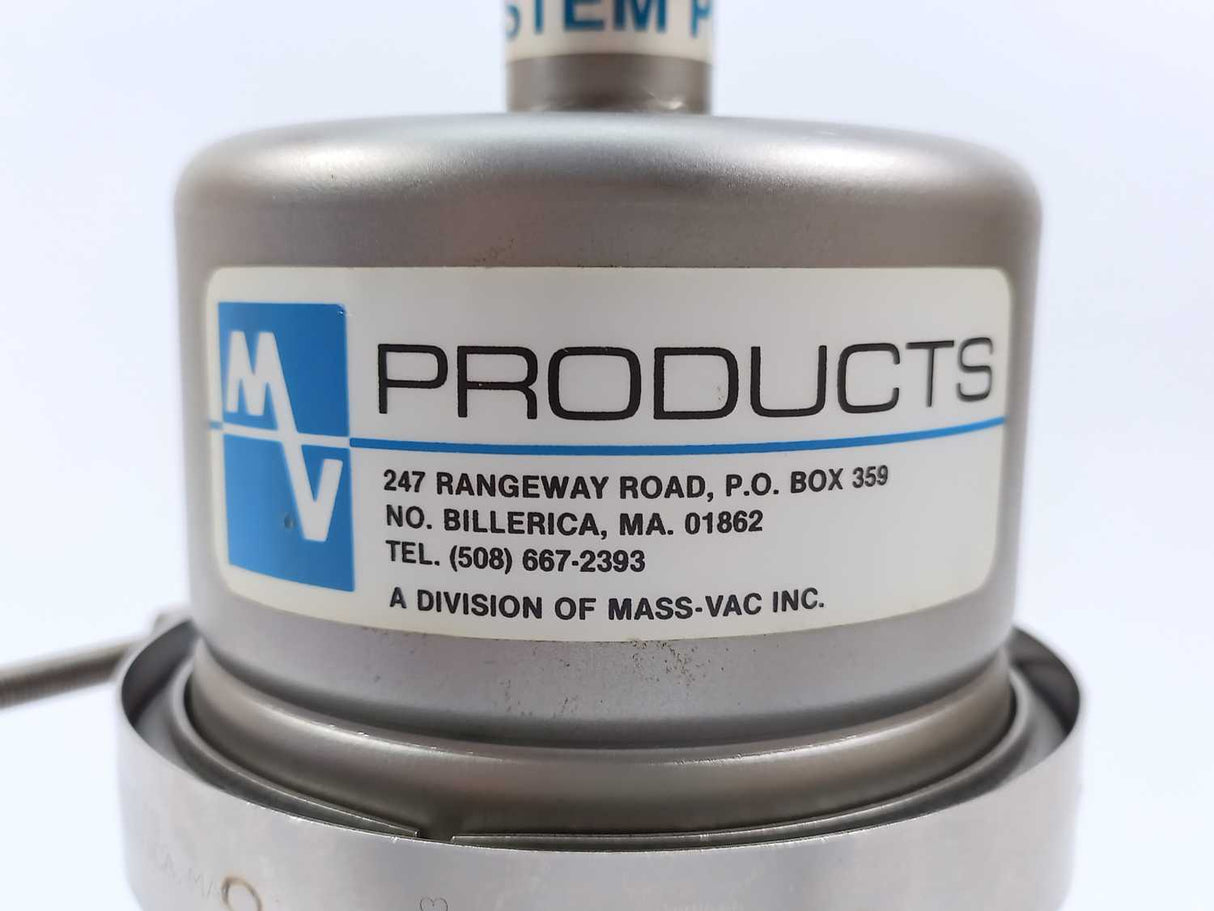 MV PRODUCTS
247 RANGEWAY ROAD, P.O. BOX 359
NO. BILLERICA, MA. 01862
TEL. (508) 667-2393
A DIVISION OF MASS-VAC INC.